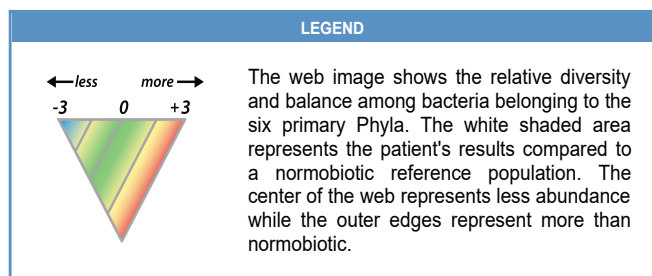 LEGEND
less more
-3 0 +3
The web image shows the relative diversity
and balance among bacteria belonging to the
six primary Phyla. The white shaded area
represents the patient's results compared to
a normobiotic reference population. The
center of the web represents less abundance
while the outer edges represent more than
normobiotic.